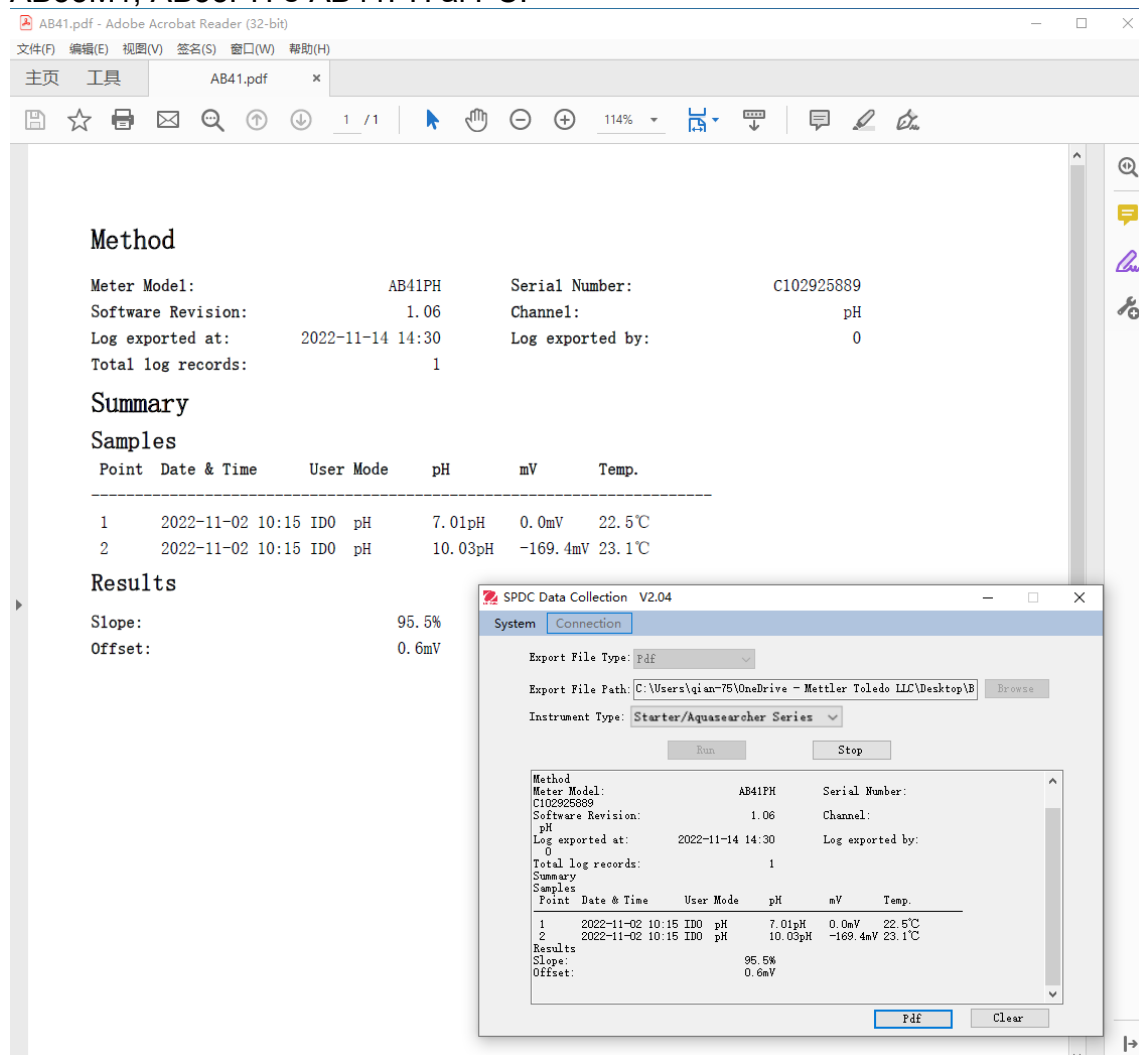 AB41.pdf - Adobe Acrobat Reader (32-bit)
文件(F) 编辑(E) 视图(V) 签名(S) 窗口(W) 帮助(H)
主页 工具 AB41.pdf ×
1 / 1 114%
Method
Meter Model: AB41PH Serial Number: C102925889
Software Revision: 1.06 Channel: pH
Log exported at: 2022-11-14 14:30 Log exported by: 0
Total log records: 1
Summary
Samples
Point Date & Time User Mode pH mV Temp.
1 2022-11-02 10:15 ID0 pH 7.01pH 0.0mV 22.5℃
2 2022-11-02 10:15 ID0 pH 10.03pH -169.4mV 23.1℃
Results
Slope: 95.5%
Offset: 0.6mV
SPDC Data Collection V2.04
System Connection
Export File Type: Pdf
Export File Path: C:\Users\qian-75\OneDrive - Mettler Toledo LLC\Desktop\B Browse
Instrument Type: Starter/Aquasearcher Series
Run Stop
Method
Meter Model: AB41PH Serial Number:
C102925889
Software Revision: 1.06 Channel:
pH
Log exported at: 2022-11-14 14:30 Log exported by:
0
Total log records: 1
Summary
Samples
Point Date & Time User Mode pH mV Temp.
1 2022-11-02 10:15 ID0 pH 7.01pH 0.0mV 22.5℃
2 2022-11-02 10:15 ID0 pH 10.03pH -169.4mV 23.1℃
Results
Slope: 95.5%
Offset: 0.6mV
Pdf Clear